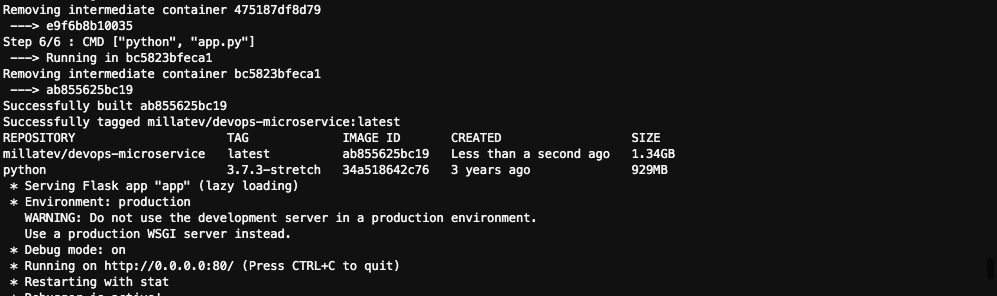 Removing intermediate container 475187df8d79
 ---> e9f6b8b10035
Step 6/6 : CMD ["python", "app.py"]
 ---> Running in bc5823bfeca1
Removing intermediate container bc5823bfeca1
 ---> ab855625bc19
Successfully built ab855625bc19
Successfully tagged millatev/devops-microservice:latest
REPOSITORY                     TAG             IMAGE ID       CREATED                  SIZE
millatev/devops-microservice   latest          ab855625bc19   Less than a second ago   1.34GB
python                         3.7.3-stretch   34a518642c76   3 years ago              929MB
 * Serving Flask app "app" (lazy loading)
 * Environment: production
   WARNING: Do not use the development server in a production environment.
   Use a production WSGI server instead.
 * Debug mode: on
 * Running on http://0.0.0.0:80/ (Press CTRL+C to quit)
 * Restarting with stat
 * Debugger is active!